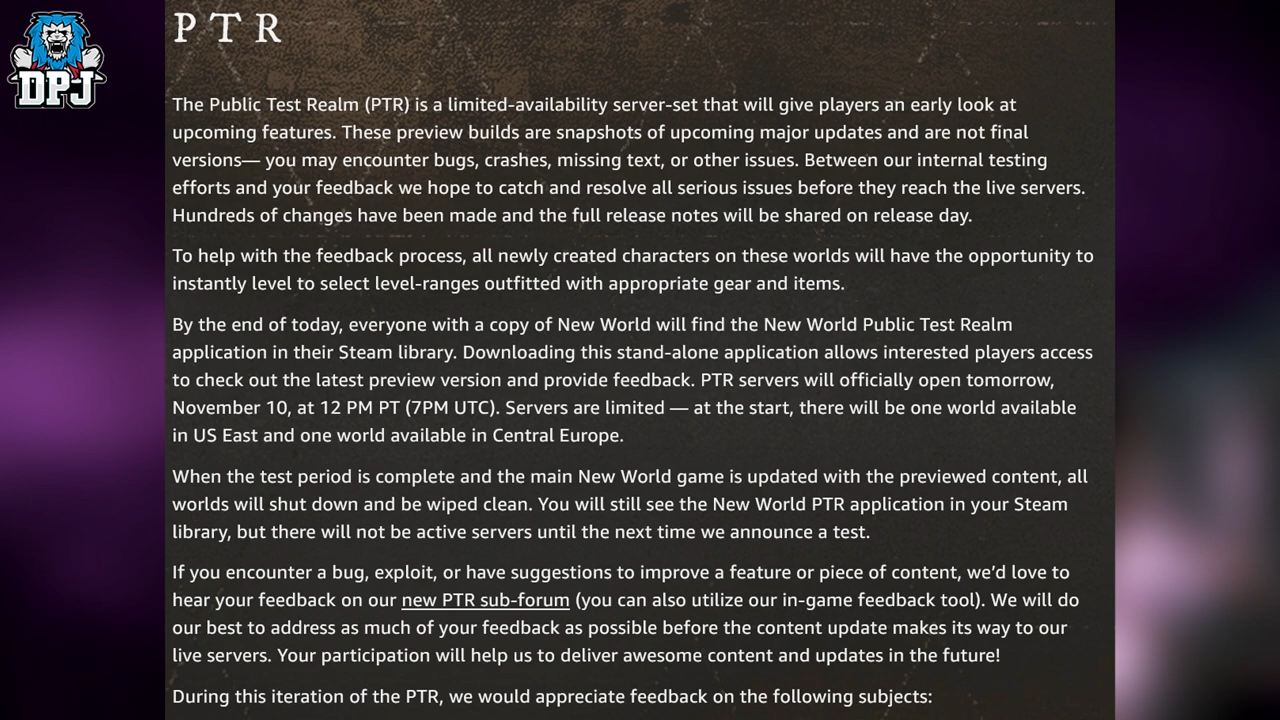 DPJ
PTR
The Public Test Realm (PTR) is a limited-availability server-set that will give players an early look at
upcoming features. These preview builds are snapshots of upcoming major updates and are not final
versions— you may encounter bugs, crashes, missing text, or other issues. Between our internal testing
efforts and your feedback we hope to catch and resolve all serious issues before they reach the live servers.
Hundreds of changes have been made and the full release notes will be shared on release day.
To help with the feedback process, all newly created characters on these worlds will have the opportunity to
instantly level to select level-ranges outfitted with appropriate gear and items.
By the end of today, everyone with a copy of New World will find the New World Public Test Realm
application in their Steam library. Downloading this stand-alone application allows interested players access
to check out the latest preview version and provide feedback. PTR servers will officially open tomorrow,
November 10, at 12 PM PT (7PM UTC). Servers are limited — at the start, there will be one world available
in US East and one world available in Central Europe.
When the test period is complete and the main New World game is updated with the previewed content, all
worlds will shut down and be wiped clean. You will still see the New World PTR application in your Steam
library, but there will not be active servers until the next time we announce a test.
If you encounter a bug, exploit, or have suggestions to improve a feature or piece of content, we’d love to
hear your feedback on our new PTR sub-forum (you can also utilize our in-game feedback tool). We will do
our best to address as much of your feedback as possible before the content update makes its way to our
live servers. Your participation will help us to deliver awesome content and updates in the future!
During this iteration of the PTR, we would appreciate feedback on the following subjects: